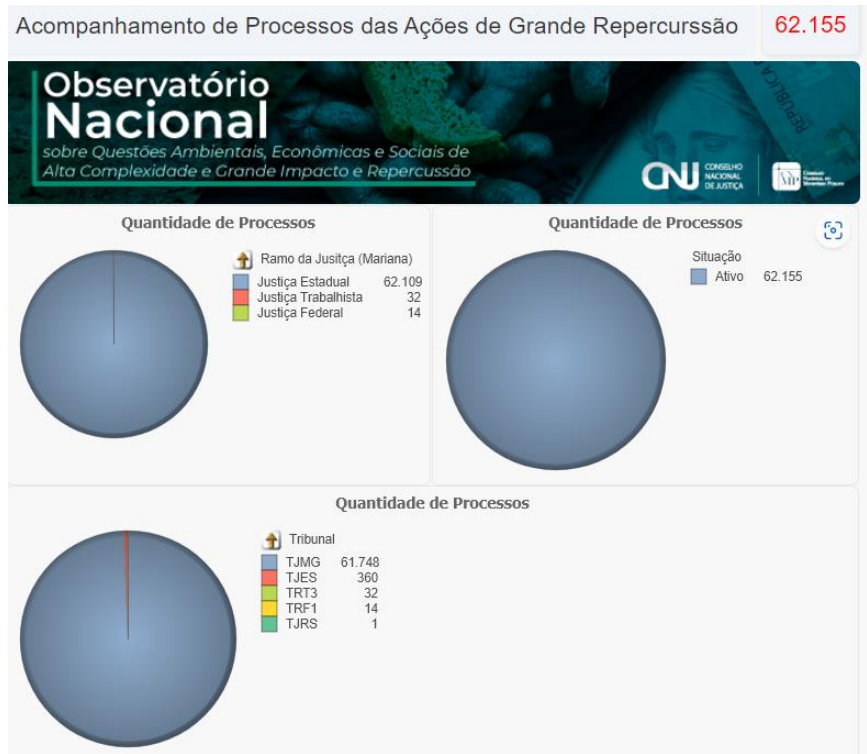 Acompanhamento de Processos das Ações de Grande Repercurssão
62.155
Observatório
Nacional
sobre Questões Ambientais, Econômicas e Sociais de
Alta Complexidade e Grande Impacto e Repercussão
CNJ
CONSELHO
NACIONAL
DE JUSTIÇA
REPÚBLICA
Quantidade de Processos
Ramo da Jusitça (Mariana)
Justiça Estadual 62.109
Justiça Trabalhista 32
Justiça Federal 14
Quantidade de Processos
Situação
Ativo 62.155
Quantidade de Processos
Tribunal
TJMG 61.748
TJES 360
TRT3 32
TRF1 14
TJRS 1